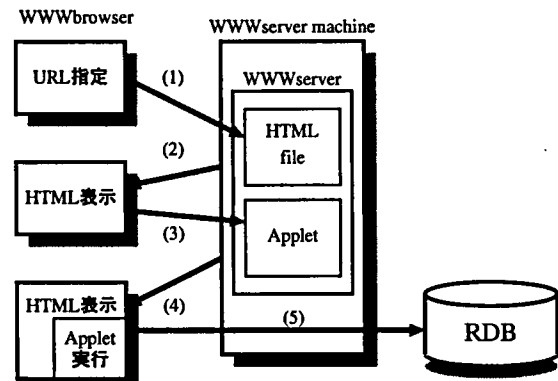 WWWbrowser
WWWserver machine
URL指定
(1)
WWWserver
HTML
file
(2)
HTML表示
(3)
Applet
HTML表示
(4)
(5)
Applet
実行
RDB